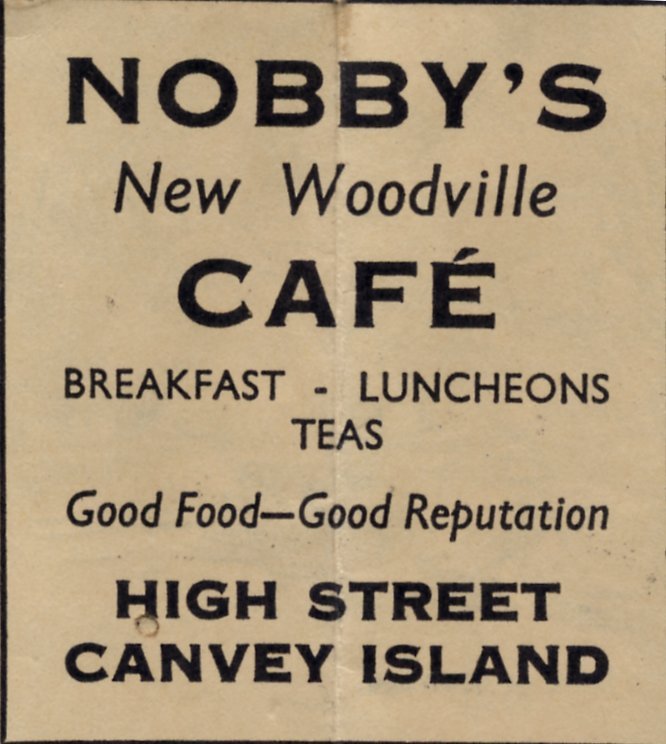 NOBBY'S
New Woodville
CAFÉ
BREAKFAST - LUNCHEONS
TEAS
Good Food—Good Reputation
HIGH STREET
CANVEY ISLAND